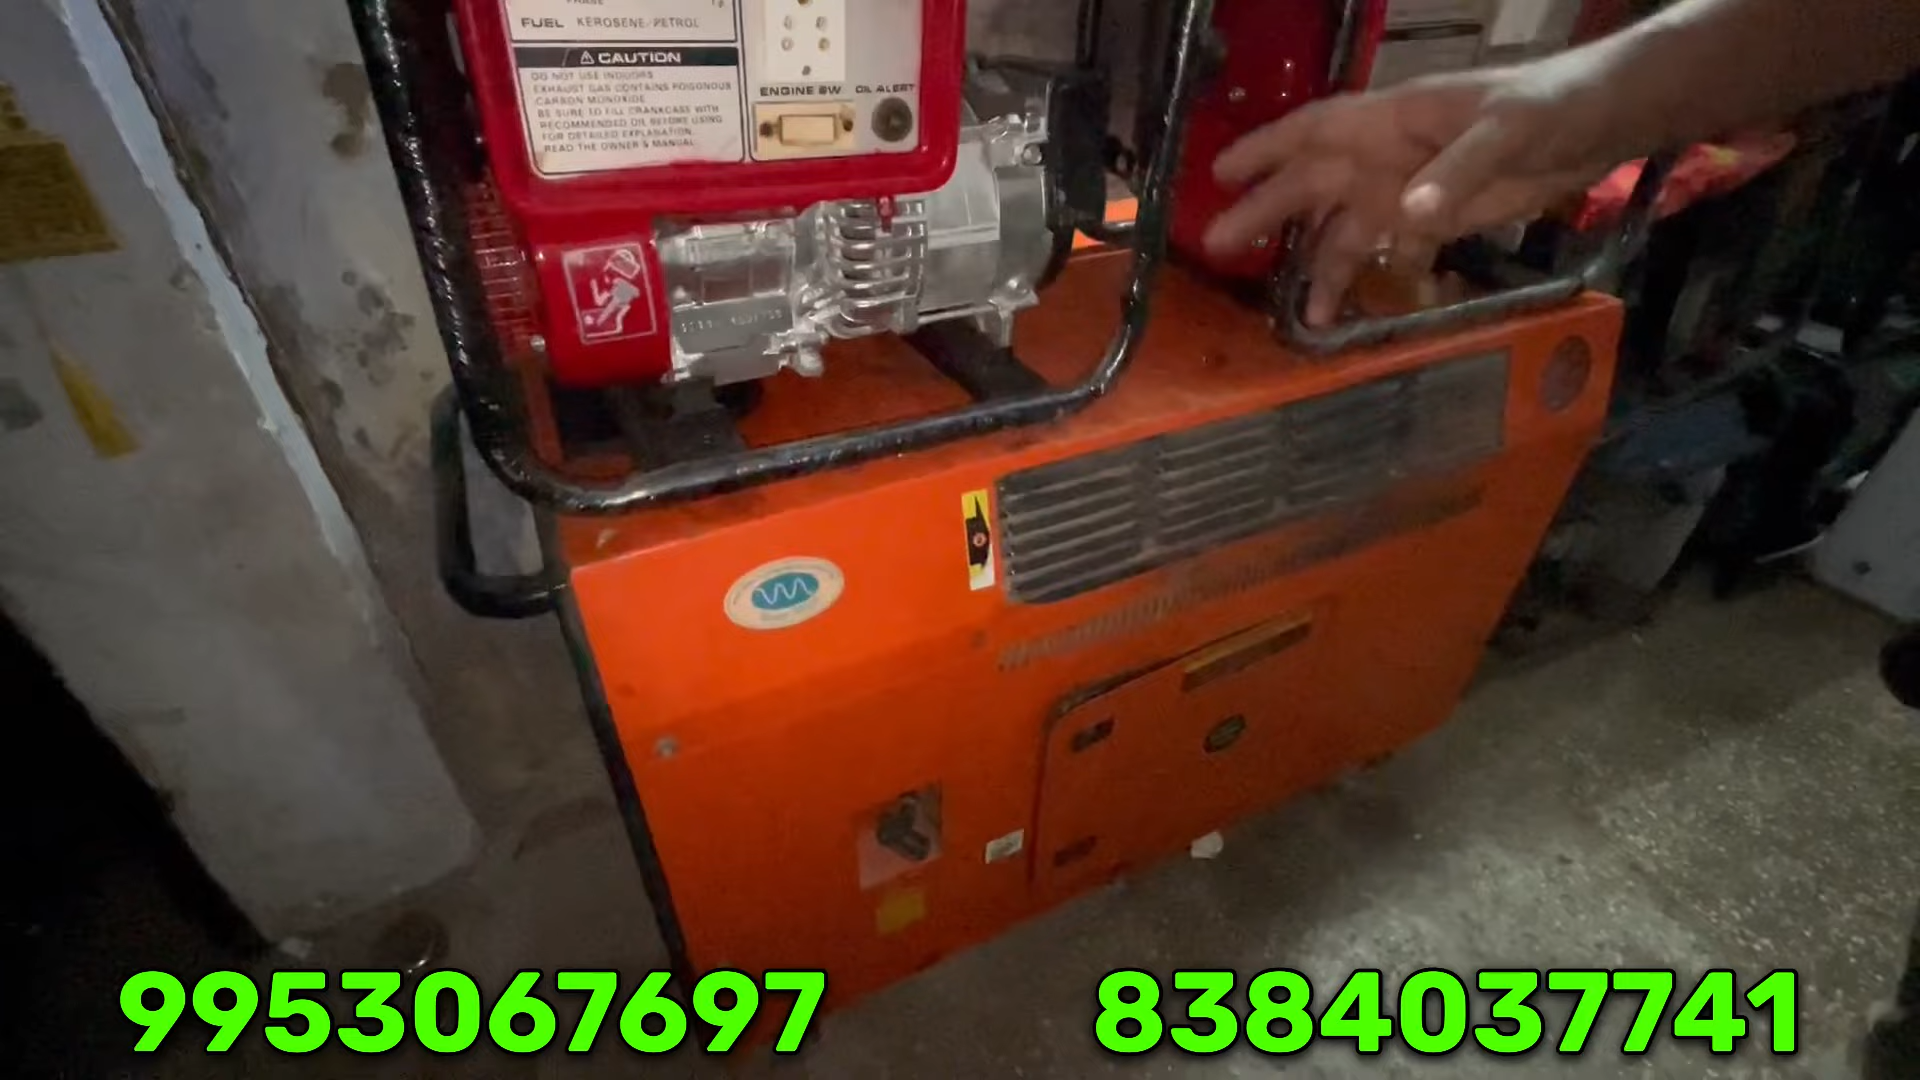 PHASE
FUEL KEROSENE/PETROL
CAUTION
DO NOT USE INDOORS
EXHAUST GAS CONTAINS POISONOUS
CARBON MONOXIDE
BE SURE TO FILL CRANKCASE WITH
RECOMMENDED OIL BEFORE USING
FOR DETAILED EXPLANATION
READ THE OWNER'S MANUAL
ENGINE SW OIL ALERT
9953067697 8384037741